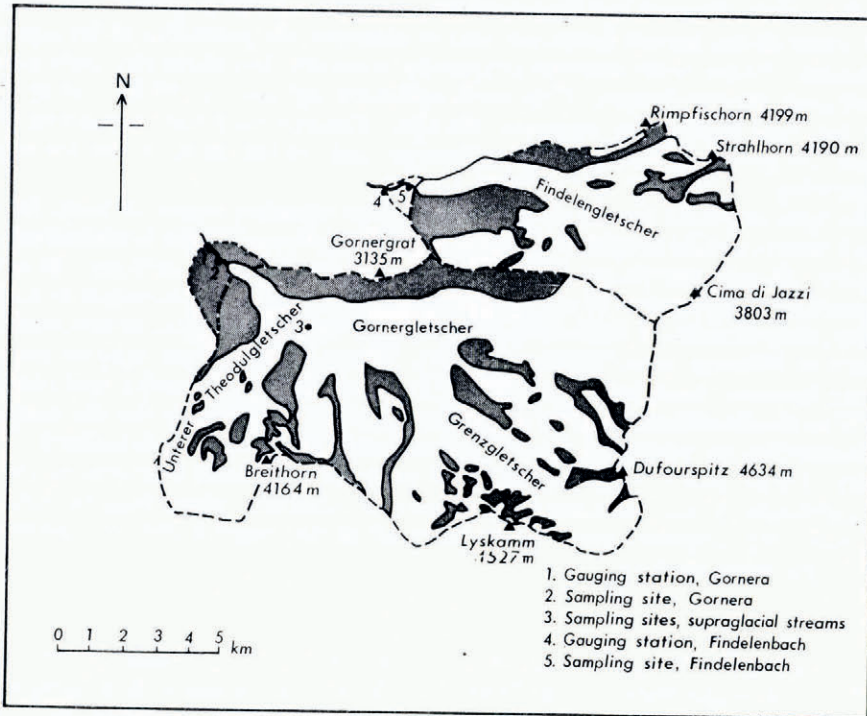 N
Rimpfischorn 4199 m
Strahlhorn 4190 m
Findelengletscher
4
5
Gornergrat
3135 m
2
Cima di Jazzi
3803 m
3
Gornergletscher
Unterer Theodulgletscher
Grenzgletscher
Breithorn
4164 m
Dufourspitz 4634 m
Lyskamm
4527 m
1. Gauging station, Gornera
2. Sampling site, Gornera
3. Sampling sites, supraglacial streams
4. Gauging station, Findelenbach
5. Sampling site, Findelenbach
0 1 2 3 4 5
km